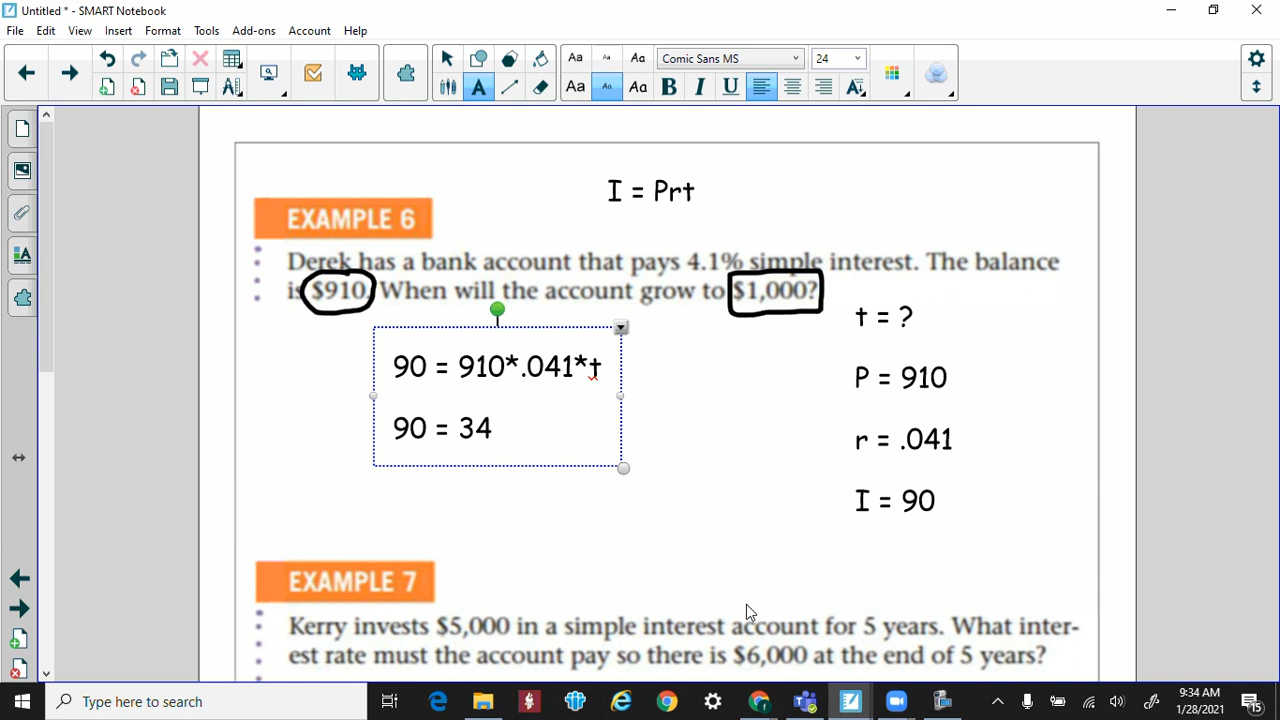 Untitled * - SMART Notebook
File Edit View Insert Format Tools Add-ons Account Help
Comic Sans MS 24
I = Prt
EXAMPLE 6
Derek has a bank account that pays 4.1% simple interest. The balance
is $910. When will the account grow to $1,000?
t = ?
90 = 910*.041*t
P = 910
90 = 34
r = .041
I = 90
EXAMPLE 7
Kerry invests $5,000 in a simple interest account for 5 years. What inter-
est rate must the account pay so there is $6,000 at the end of 5 years?
Type here to search
9:34 AM
1/28/2021
15